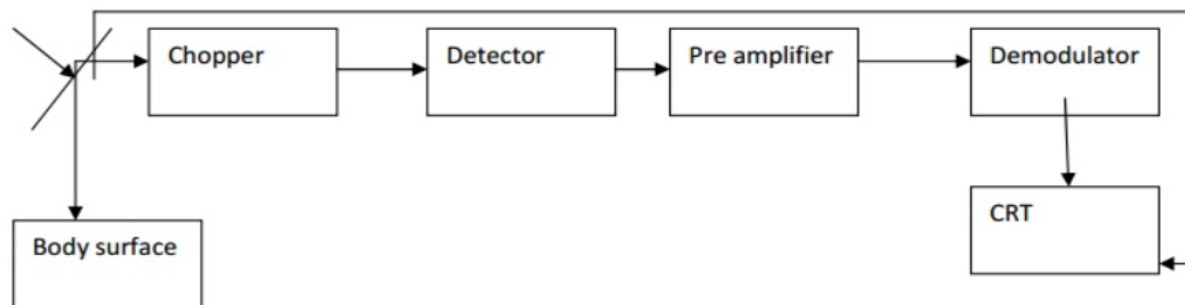 Chopper
Detector
Pre amplifier
Demodulator
CRT
Body surface